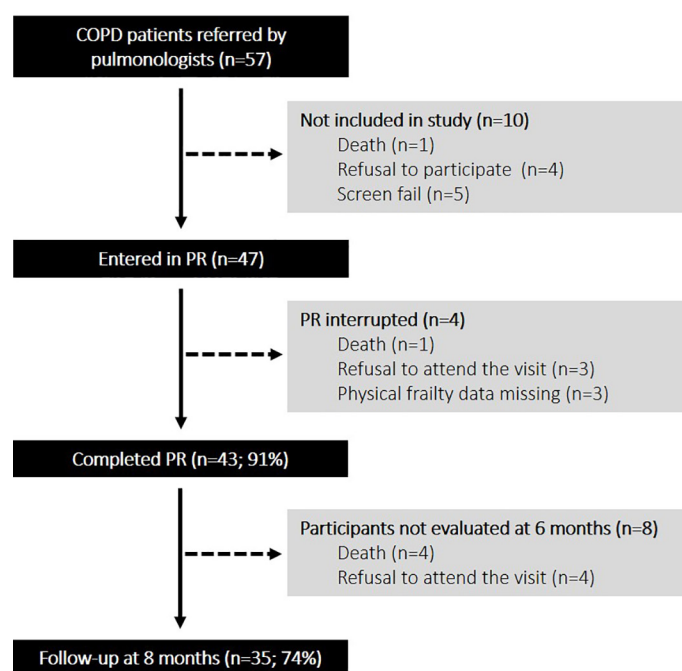 COPD patients referred by
pulmonologists (n=57)
Not included in study (n=10)
Death (n=1)
Refusal to participate (n=4)
Screen fail (n=5)
Entered in PR (n=47)
PR interrupted (n=4)
Death (n=1)
Refusal to attend the visit (n=3)
Physical frailty data missing (n=3)
Completed PR (n=43; 91%)
Participants not evaluated at 6 months (n=8)
Death (n=4)
Refusal to attend the visit (n=4)
Follow-up at 8 months (n=35; 74%)